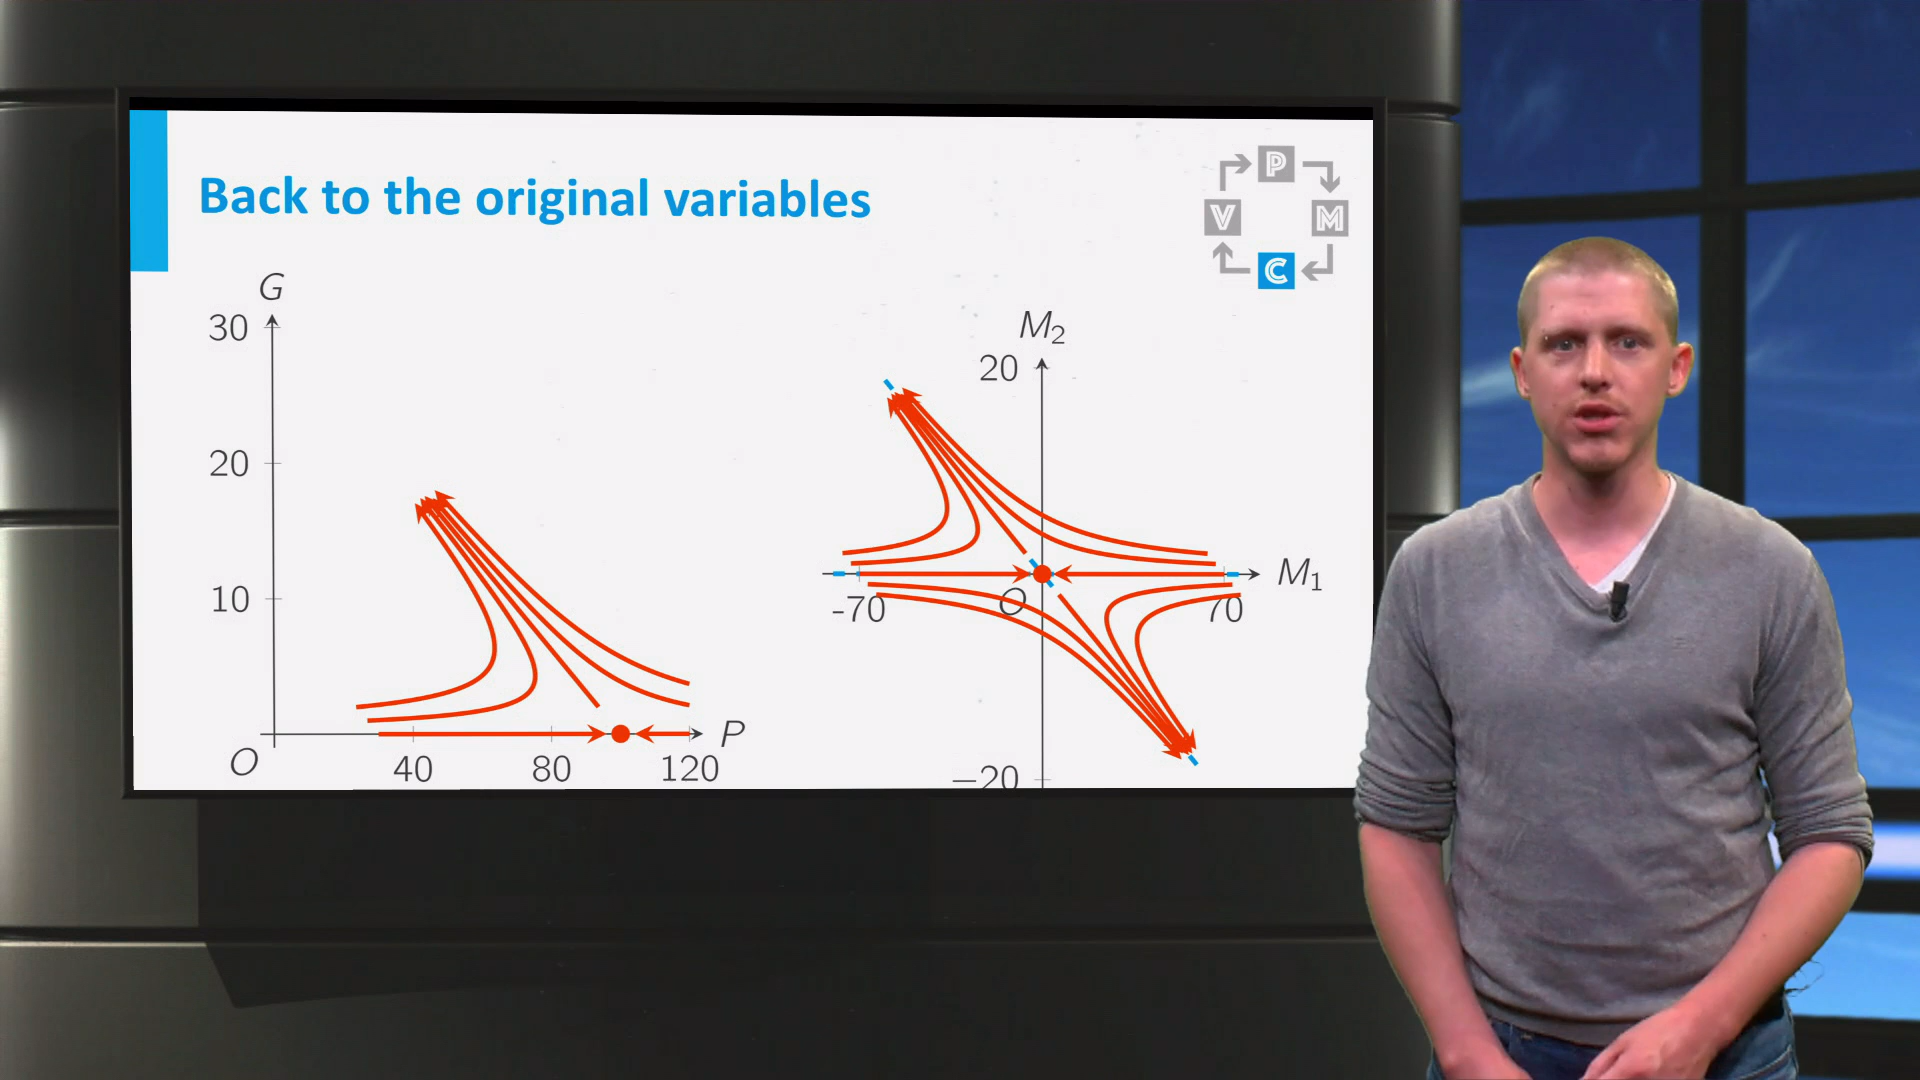 Back to the original variables
P
V M
C
G
30
20
10
O
40 80 120
P
M2
20
M1
-70 O 70
−20